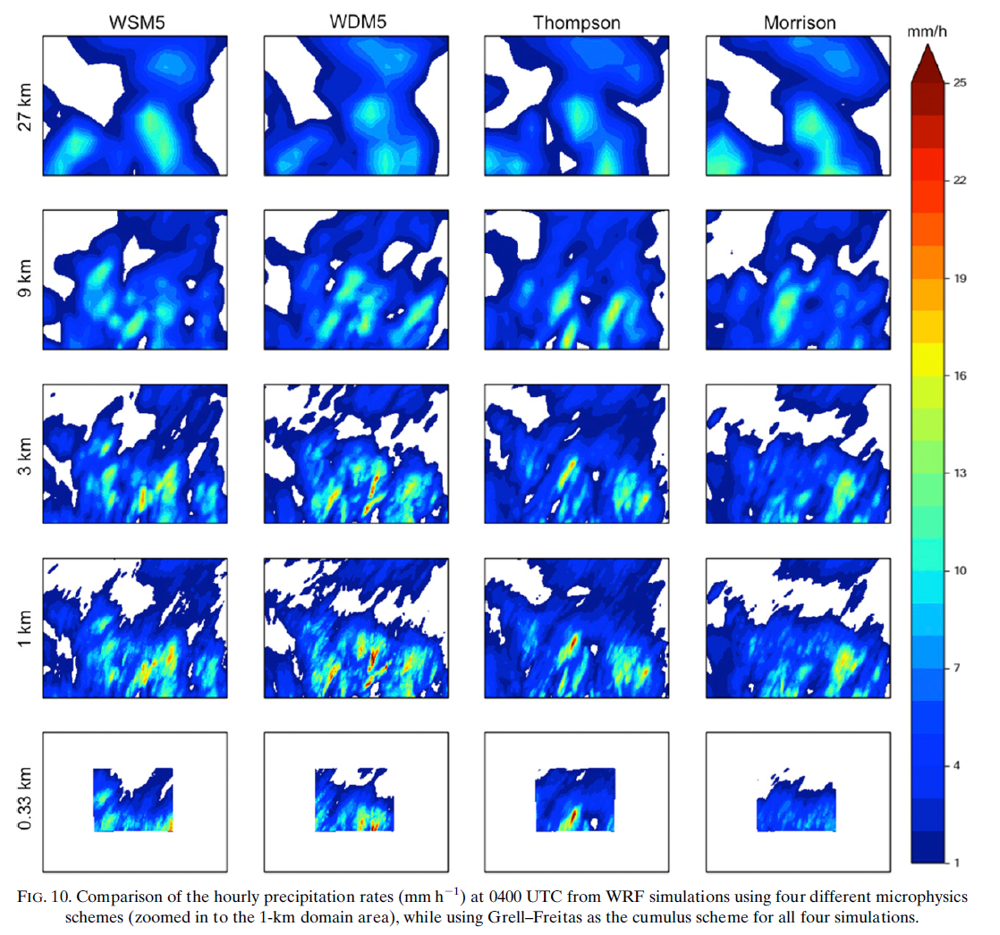 WSM5 WDM5 Thompson Morrison
mm/h
27 km
9 km
3 km
1 km
0.33 km
25
22
19
16
13
10
7
4
1
FIG. 10. Comparison of the hourly precipitation rates (mm h⁻¹) at 0400 UTC from WRF simulations using four different microphysics
schemes (zoomed in to the 1-km domain area), while using Grell–Freitas as the cumulus scheme for all four simulations.